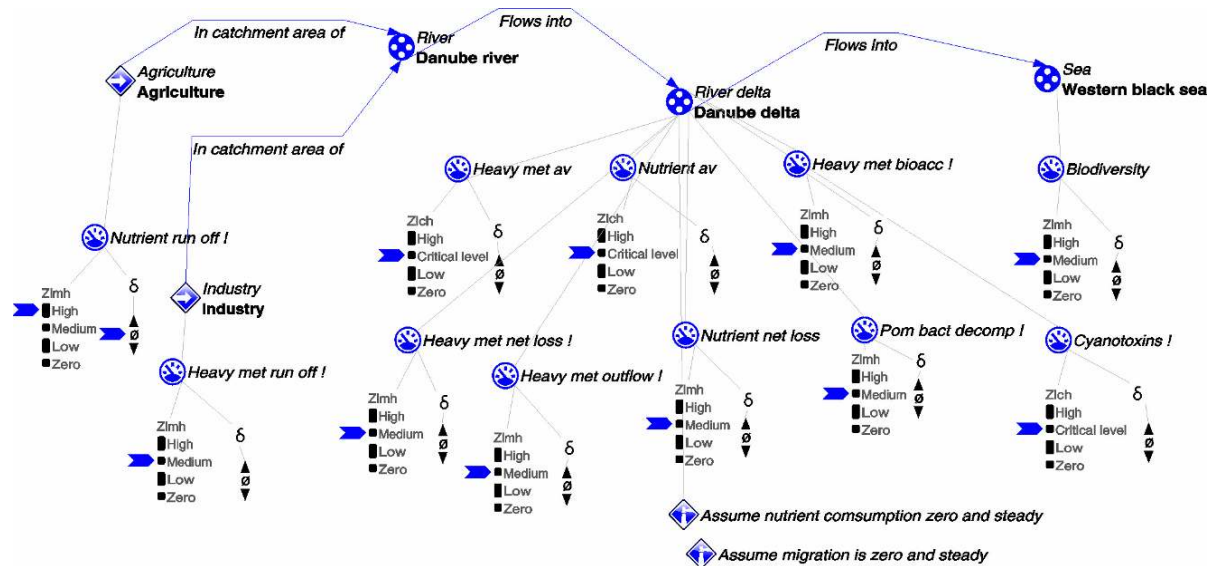 In catchment area of
River
Danube river
Flows into
Flows into
Agriculture
Agriculture
River delta
Danube delta
Sea
Western black sea
In catchment area of
Heavy met av
Nutrient av
Heavy met bioacc !
Biodiversity
Nutrient run off !
Zlmh
High
Medium
Low
Zero
δ
ø
Industry
Industry
Heavy met run off !
Zlmh
High
Medium
Low
Zero
δ
ø
Zlch
High
Critical level
Low
Zero
δ
ø
Zlch
High
Critical level
Low
Zero
δ
ø
Zlmh
High
Medium
Low
Zero
δ
ø
Zlmh
High
Medium
Low
Zero
δ
ø
Heavy met net loss !
Zlmh
High
Medium
Low
Zero
δ
ø
Heavy met outflow !
Zlmh
High
Medium
Low
Zero
δ
ø
Nutrient net loss
Zlmh
High
Medium
Low
Zero
δ
ø
Pom bact decomp !
Zlmh
High
Medium
Low
Zero
δ
ø
Cyanotoxins !
Zlch
High
Critical level
Low
Zero
δ
ø
Assume nutrient comsumption zero and steady
Assume migration is zero and steady